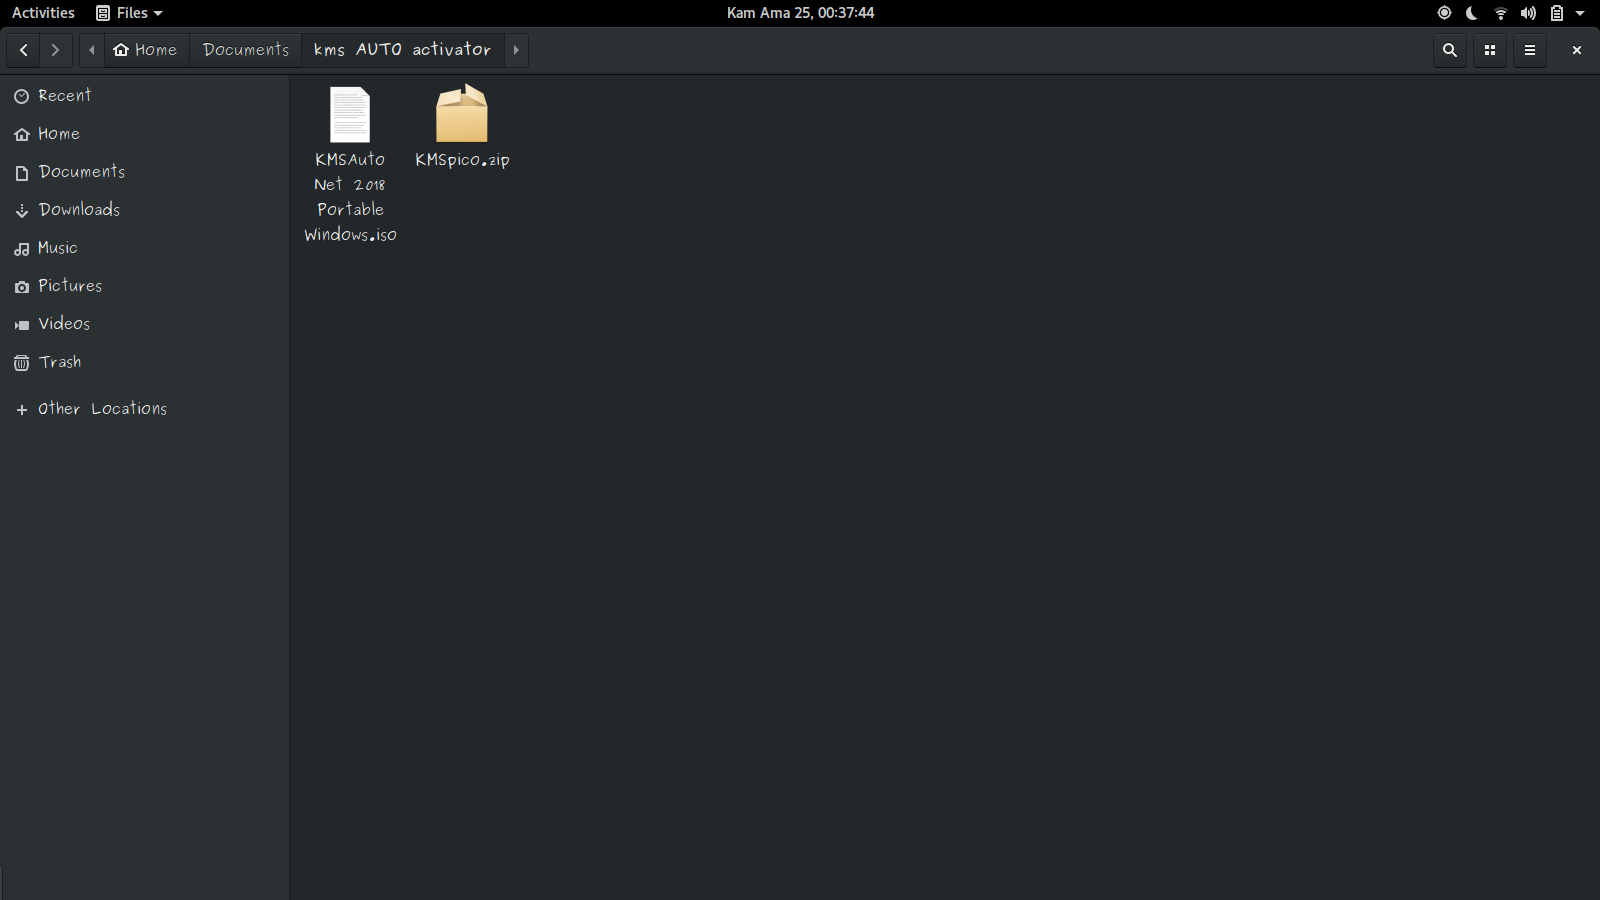 Activities Files Kam Ama 25, 00:37:44
Home Documents kms AUTO activator
Recent
Home
Documents
Downloads
Music
Pictures
Videos
Trash
Other Locations
KMSAuto
Net 2018
Portable
Windows.iso
KMSpico.zip